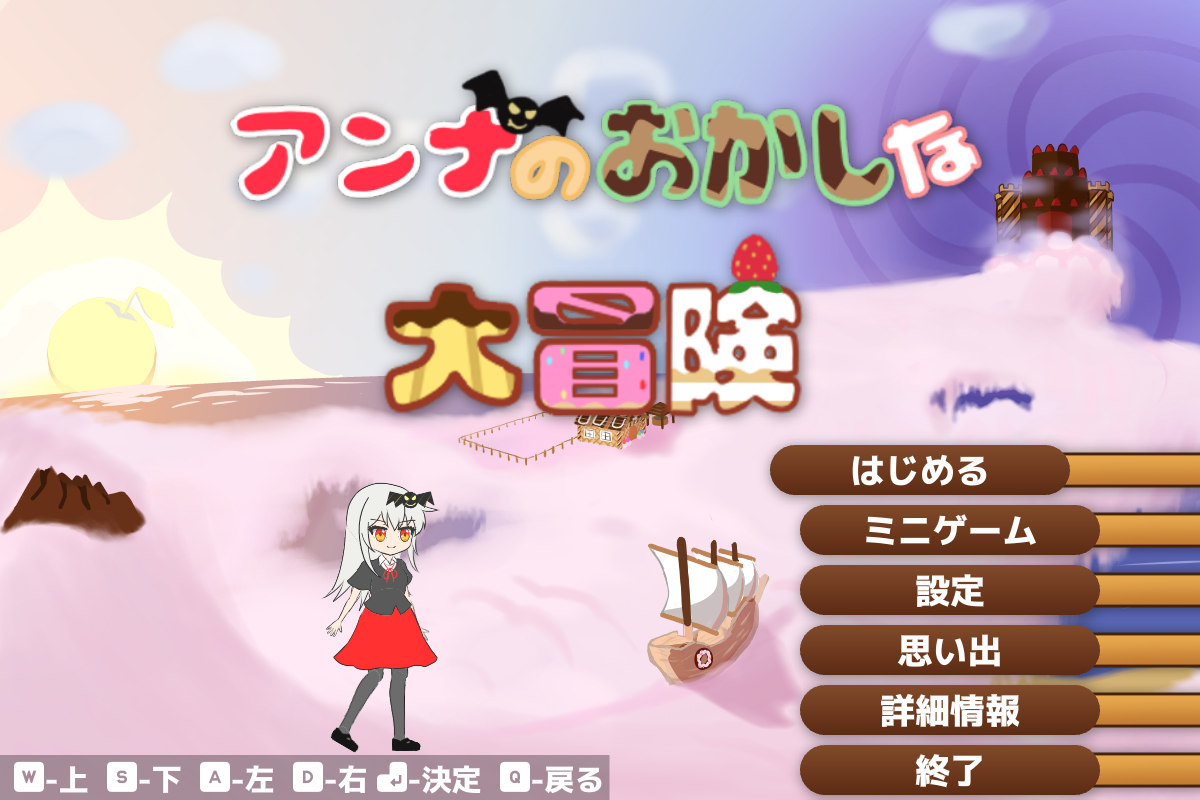 アンナのおかしな
大冒険
はじめる
ミニゲーム
設定
思い出
詳細情報
終了
W-上 S-下 A-左 D-右 ↵-決定 Q-戻る